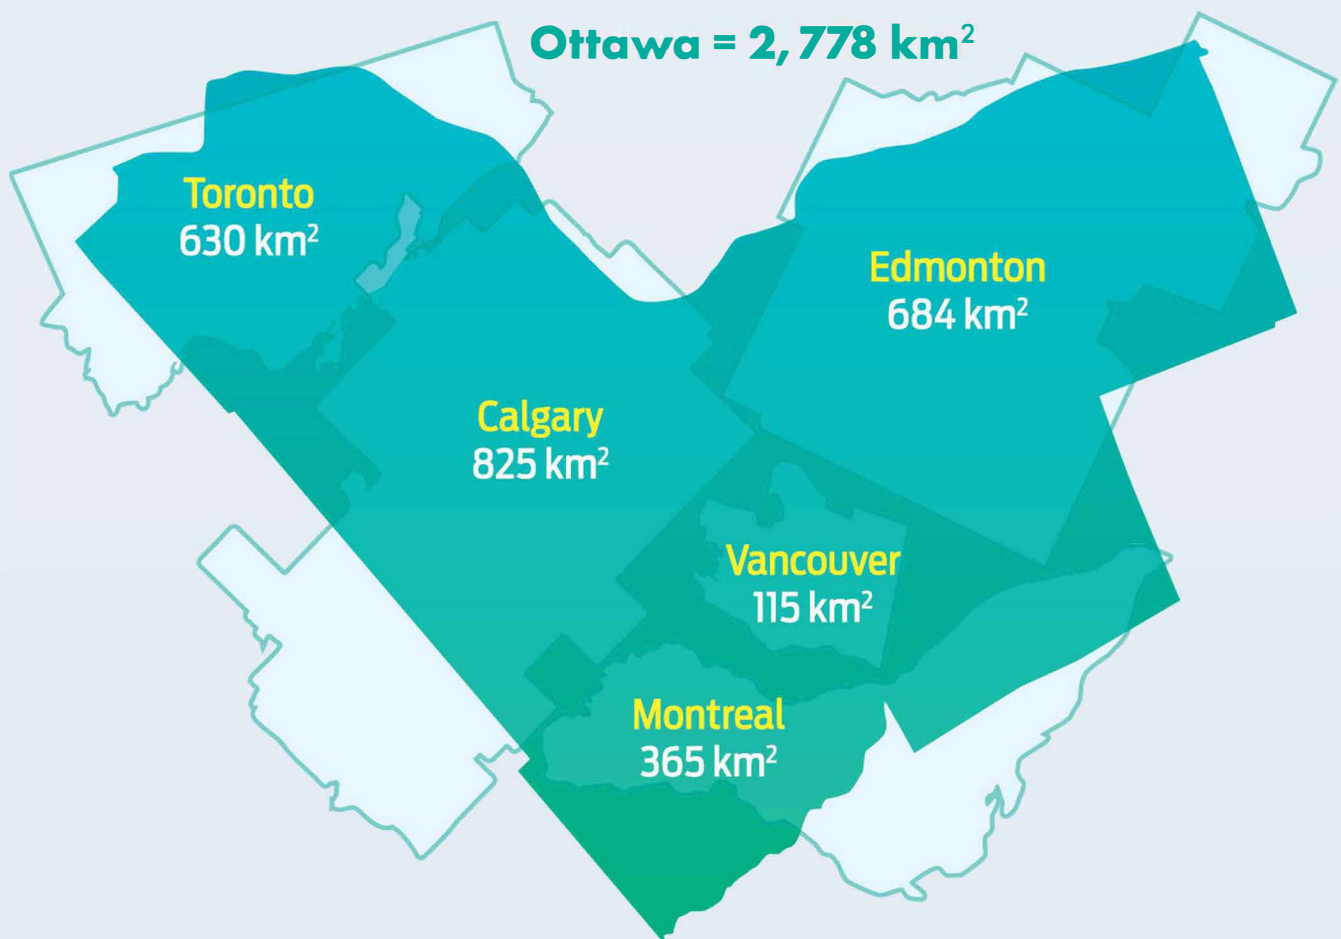 Ottawa = 2, 778 km²
Toronto
630 km²
Edmonton
684 km²
Calgary
825 km²
Vancouver
115 km²
Montreal
365 km²